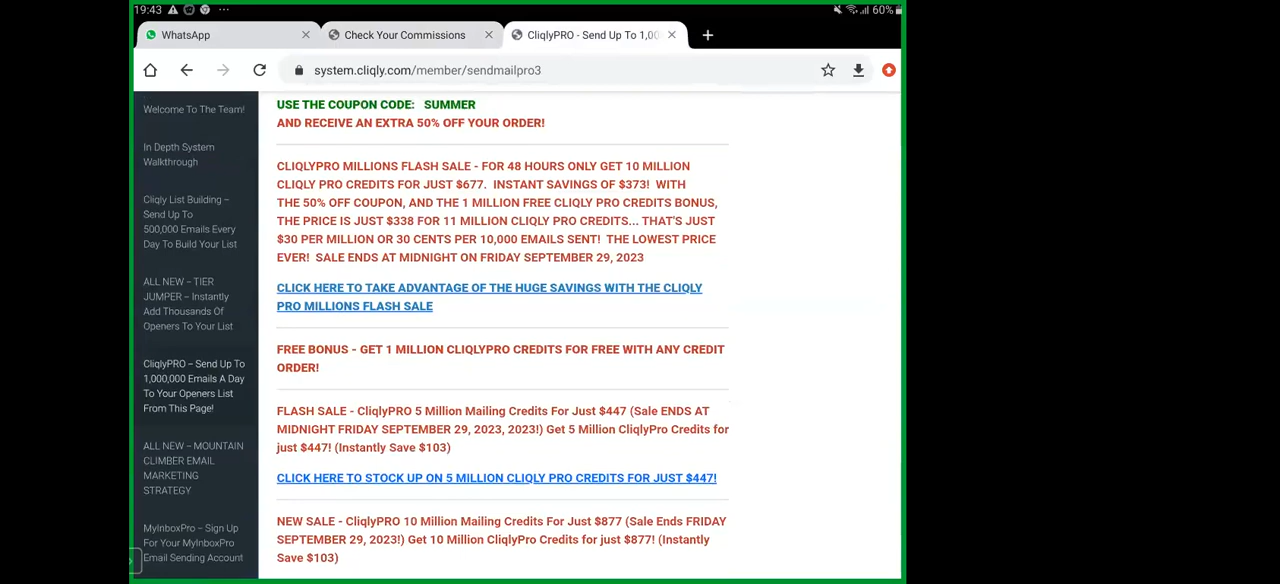 19:43
60%
WhatsApp
Check Your Commissions
CliqlyPRO - Send Up To 1,00
system.cliqly.com/member/sendmailpro3
Welcome To The Team!
In Depth System
Walkthrough
Cliqly List Building –
Send Up To
500,000 Emails Every
Day To Build Your List
ALL NEW – TIER
JUMPER – Instantly
Add Thousands Of
Openers To Your List
CliqlyPRO – Send Up To
1,000,000 Emails A Day
To Your Openers List
From This Page!
ALL NEW – MOUNTAIN
CLIMBER EMAIL
MARKETING
STRATEGY
MyInboxPro – Sign Up
For Your MyInboxPro
Email Sending Account
USE THE COUPON CODE: SUMMER
AND RECEIVE AN EXTRA 50% OFF YOUR ORDER!
CLIQLYPRO MILLIONS FLASH SALE - FOR 48 HOURS ONLY GET 10 MILLION
CLIQLY PRO CREDITS FOR JUST $677. INSTANT SAVINGS OF $373! WITH
THE 50% OFF COUPON, AND THE 1 MILLION FREE CLIQLY PRO CREDITS BONUS,
THE PRICE IS JUST $338 FOR 11 MILLION CLIQLY PRO CREDITS... THAT'S JUST
$30 PER MILLION OR 30 CENTS PER 10,000 EMAILS SENT! THE LOWEST PRICE
EVER! SALE ENDS AT MIDNIGHT ON FRIDAY SEPTEMBER 29, 2023
CLICK HERE TO TAKE ADVANTAGE OF THE HUGE SAVINGS WITH THE CLIQLY
PRO MILLIONS FLASH SALE
FREE BONUS - GET 1 MILLION CLIQLYPRO CREDITS FOR FREE WITH ANY CREDIT
ORDER!
FLASH SALE - CliqlyPRO 5 Million Mailing Credits For Just $447 (Sale ENDS AT
MIDNIGHT FRIDAY SEPTEMBER 29, 2023, 2023!) Get 5 Million CliqlyPro Credits for
just $447! (Instantly Save $103)
CLICK HERE TO STOCK UP ON 5 MILLION CLIQLY PRO CREDITS FOR JUST $447!
NEW SALE - CliqlyPRO 10 Million Mailing Credits For Just $877 (Sale Ends FRIDAY
SEPTEMBER 29, 2023!) Get 10 Million CliqlyPro Credits for just $877! (Instantly
Save $103)